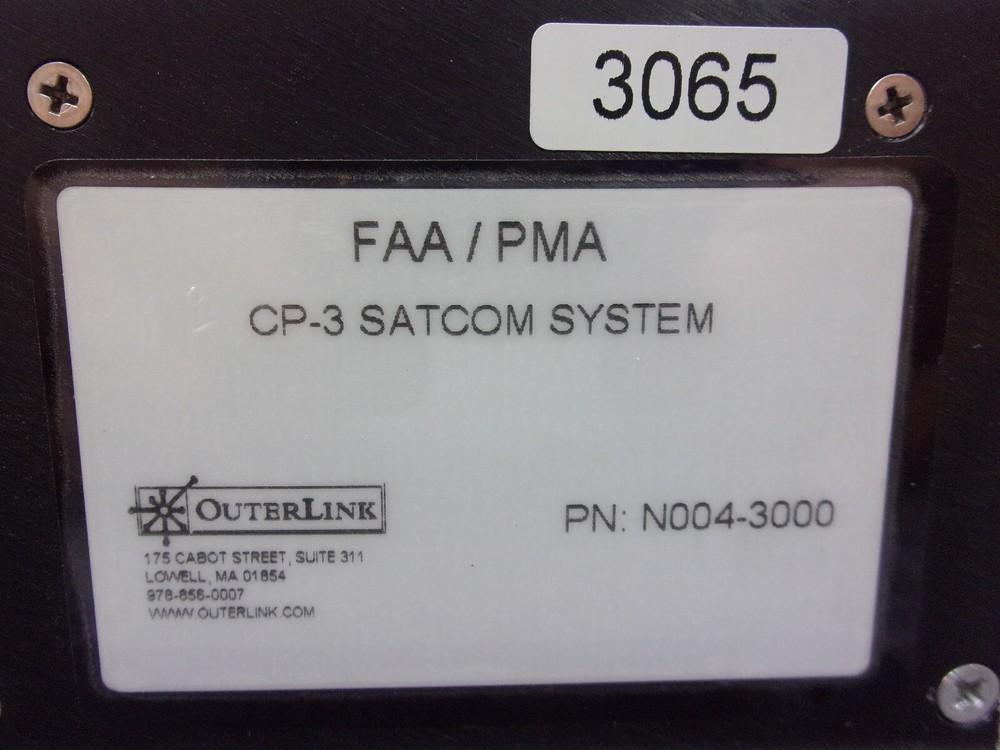 3065
FAA / PMA
CP-3 SATCOM SYSTEM
OUTERLINK
PN: N004-3000
175 CABOT STREET, SUITE 311
LOWELL, MA 01854
978-856-0007
WWW.OUTERLINK.COM